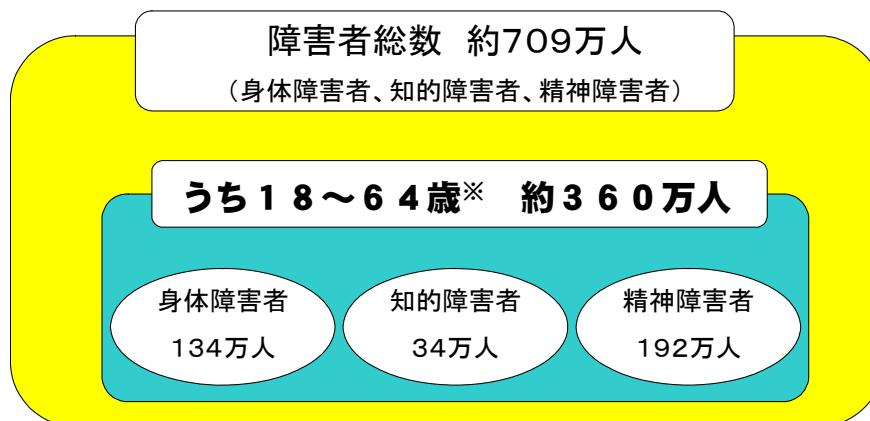 障害者総数 約709万人
（身体障害者、知的障害者、精神障害者）
うち１８～６４歳※ 約３６０万人
身体障害者
134万人
知的障害者
34万人
精神障害者
192万人